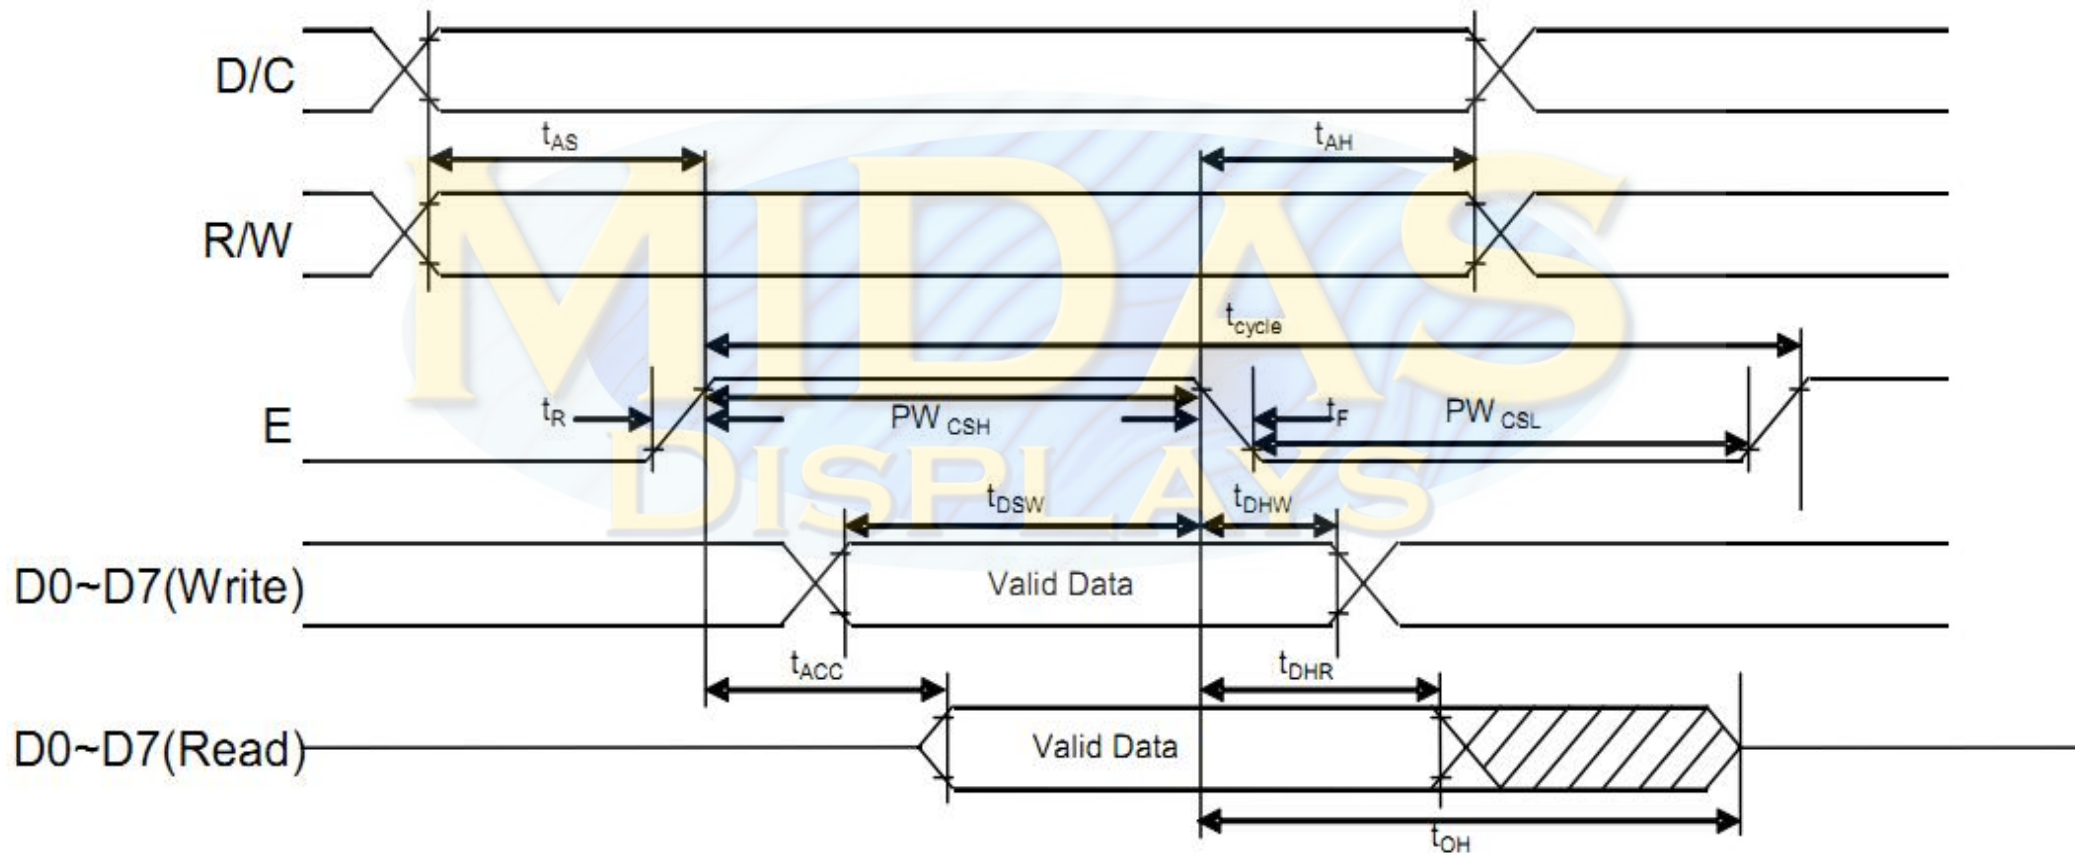 D/C
tAS
tAH
R/W
MIDAS
tcycle
E
tR
PW CSH
tF
PW CSL
DISPLAYS
tDSW
tDHW
D0~D7(Write)
Valid Data
tACC
tDHR
D0~D7(Read)
Valid Data
tOH